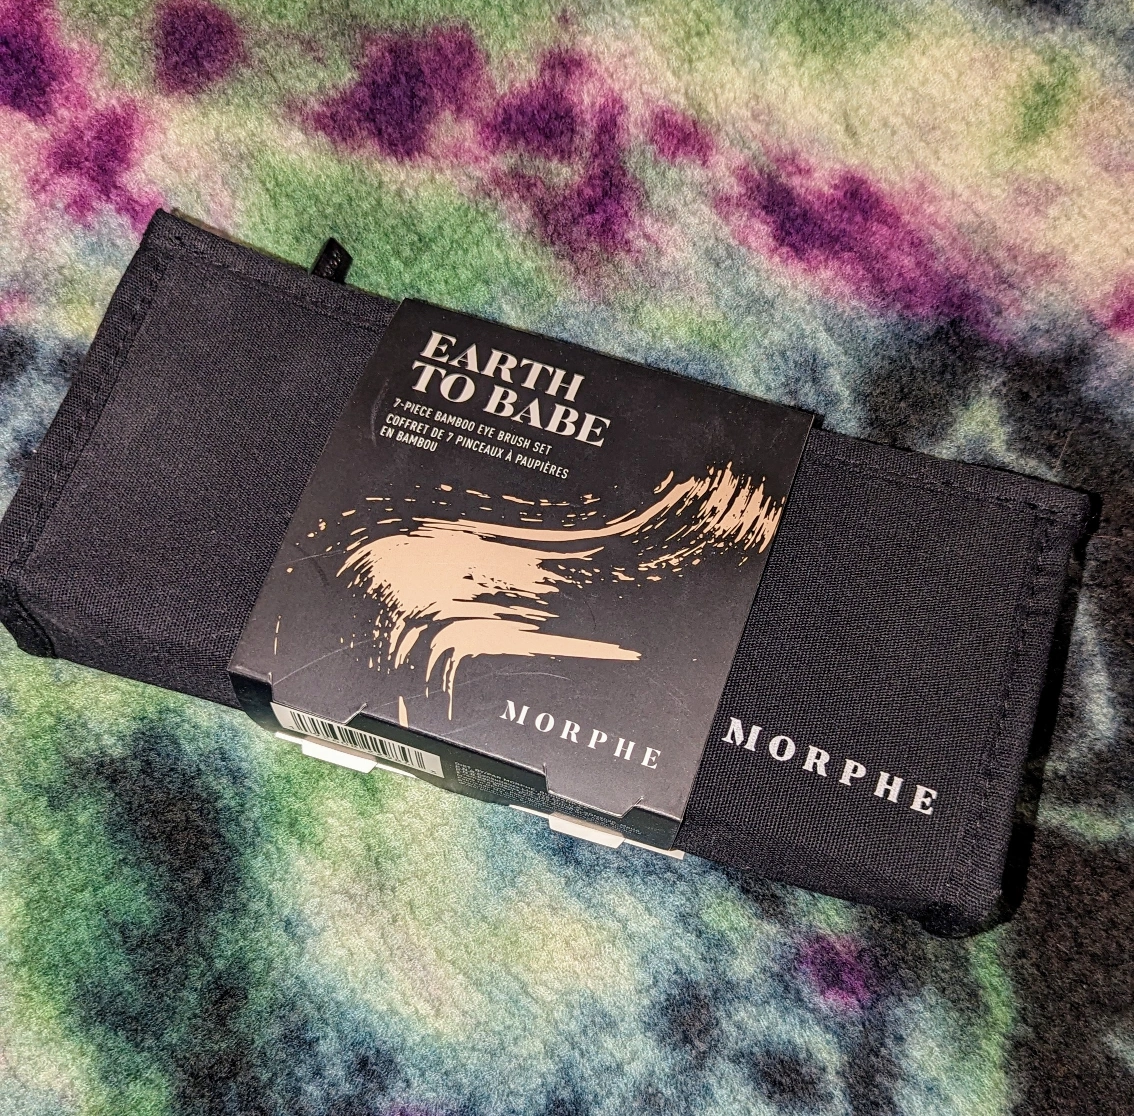 EARTH
TO BABE
7-PIECE BAMBOO EYE BRUSH SET
COFFRET DE 7 PINCEAUX À PAUPIÈRES
EN BAMBOU
MORPHE
MORPHE